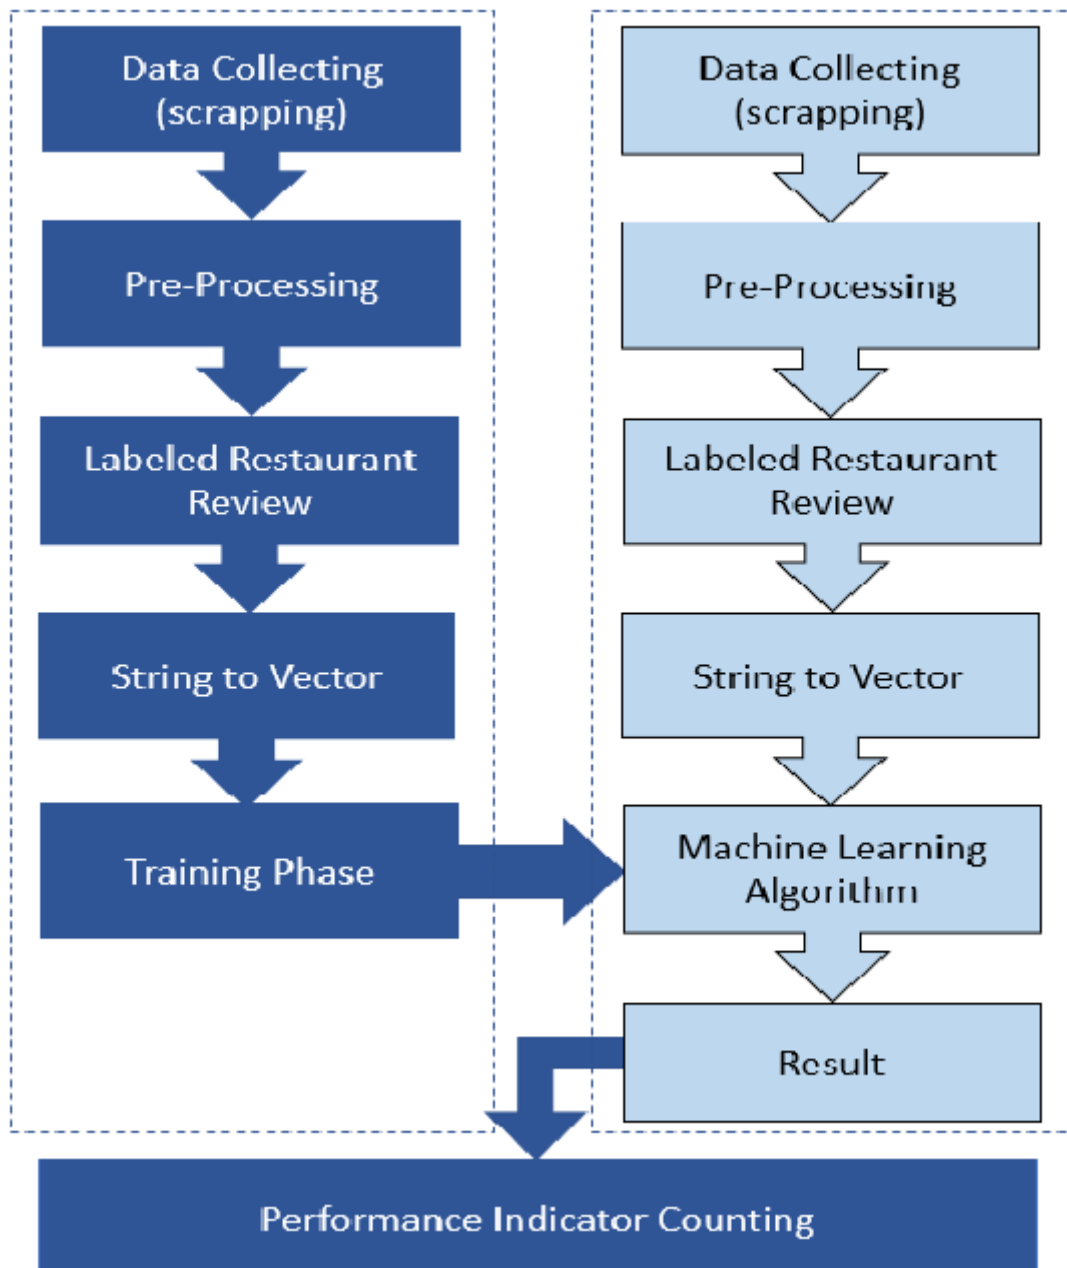 Data Collecting
(scrapping)
Pre-Processing
Labeled Restaurant
Review
String to Vector
Training Phase
Data Collecting
(scrapping)
Pre-Processing
Labeled Restaurant
Review
String to Vector
Machine Learning
Algorithm
Result
Performance Indicator Counting